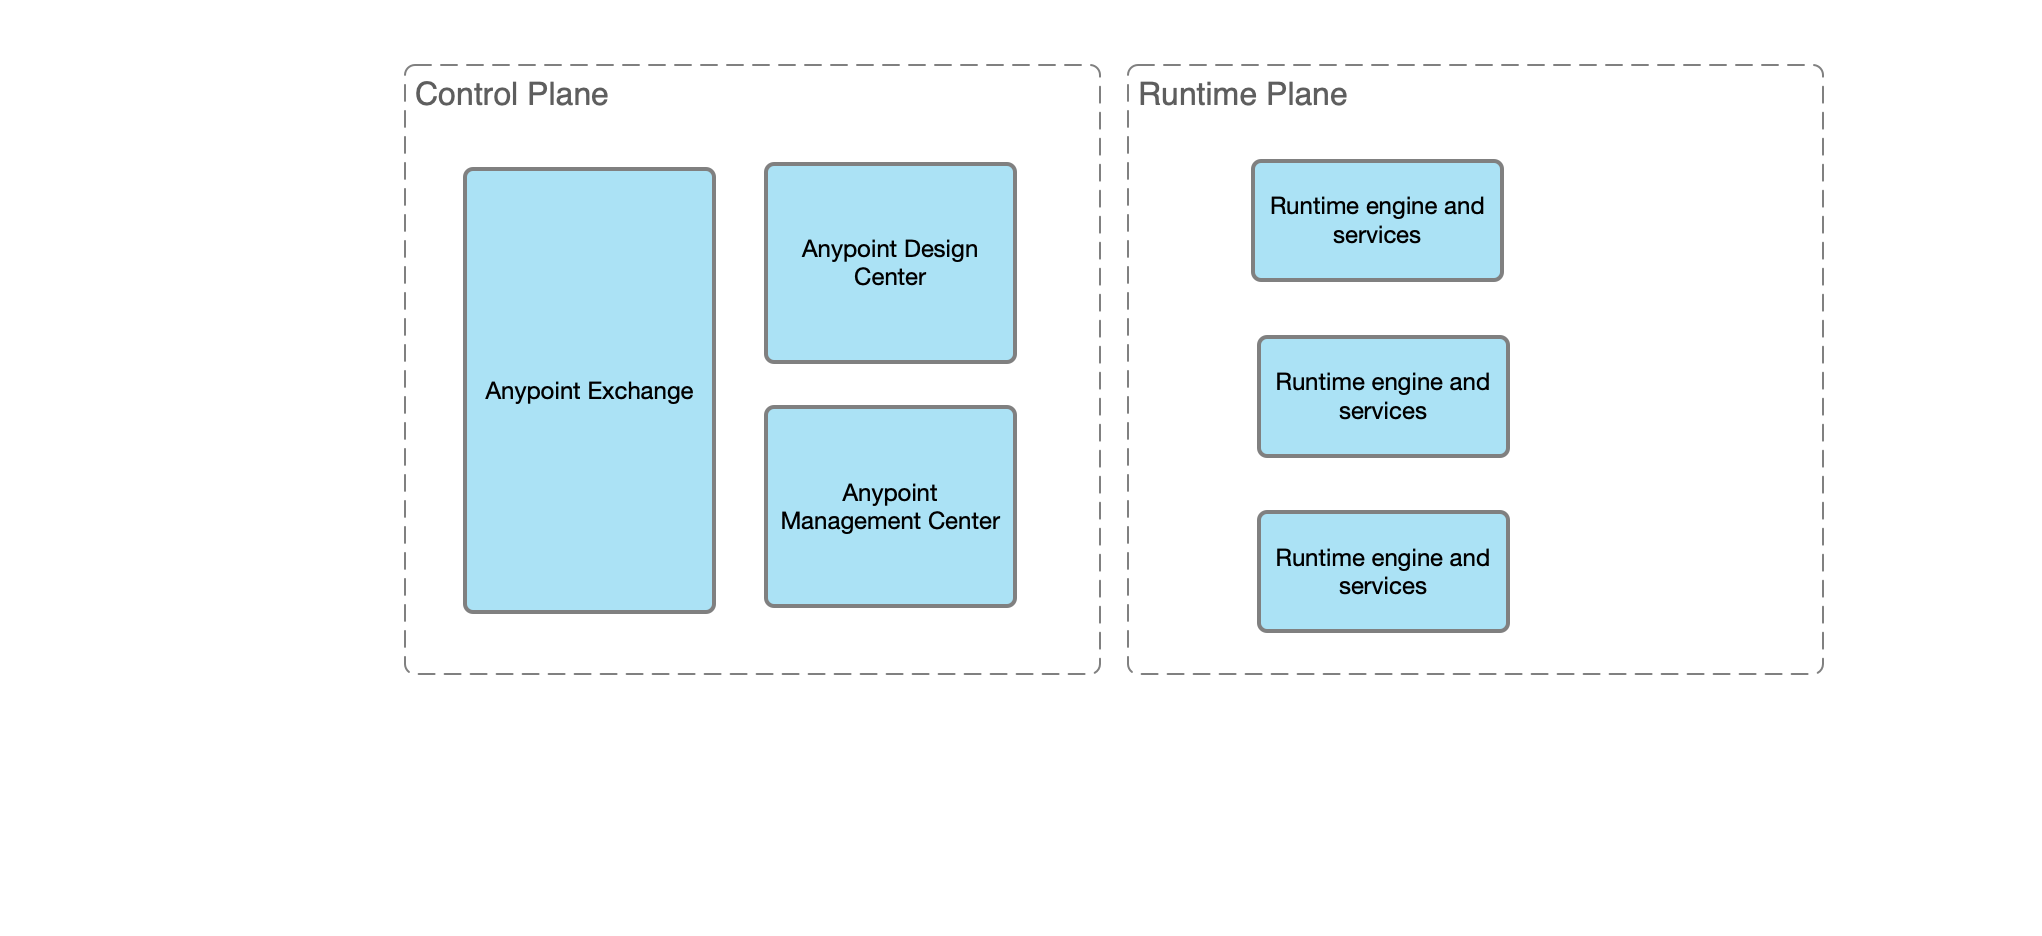 Control Plane
Anypoint Exchange
Anypoint Design
Center
Anypoint
Management Center
Runtime Plane
Runtime engine and
services
Runtime engine and
services
Runtime engine and
services